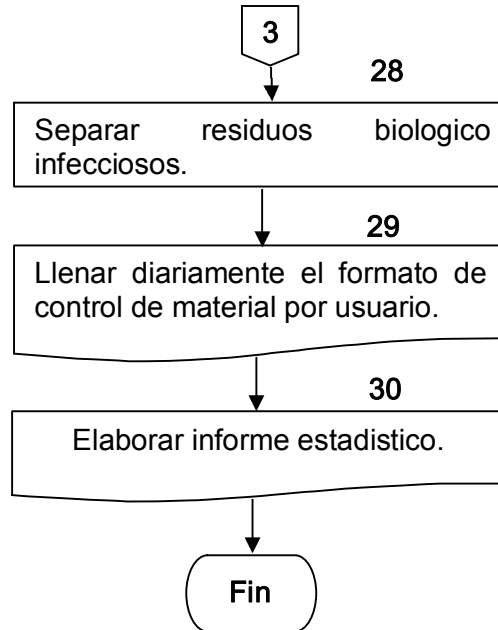 3
28
Separar residuos biologico
infecciosos.
29
Llenar diariamente el formato de
control de material por usuario.
30
Elaborar informe estadistico.
Fin